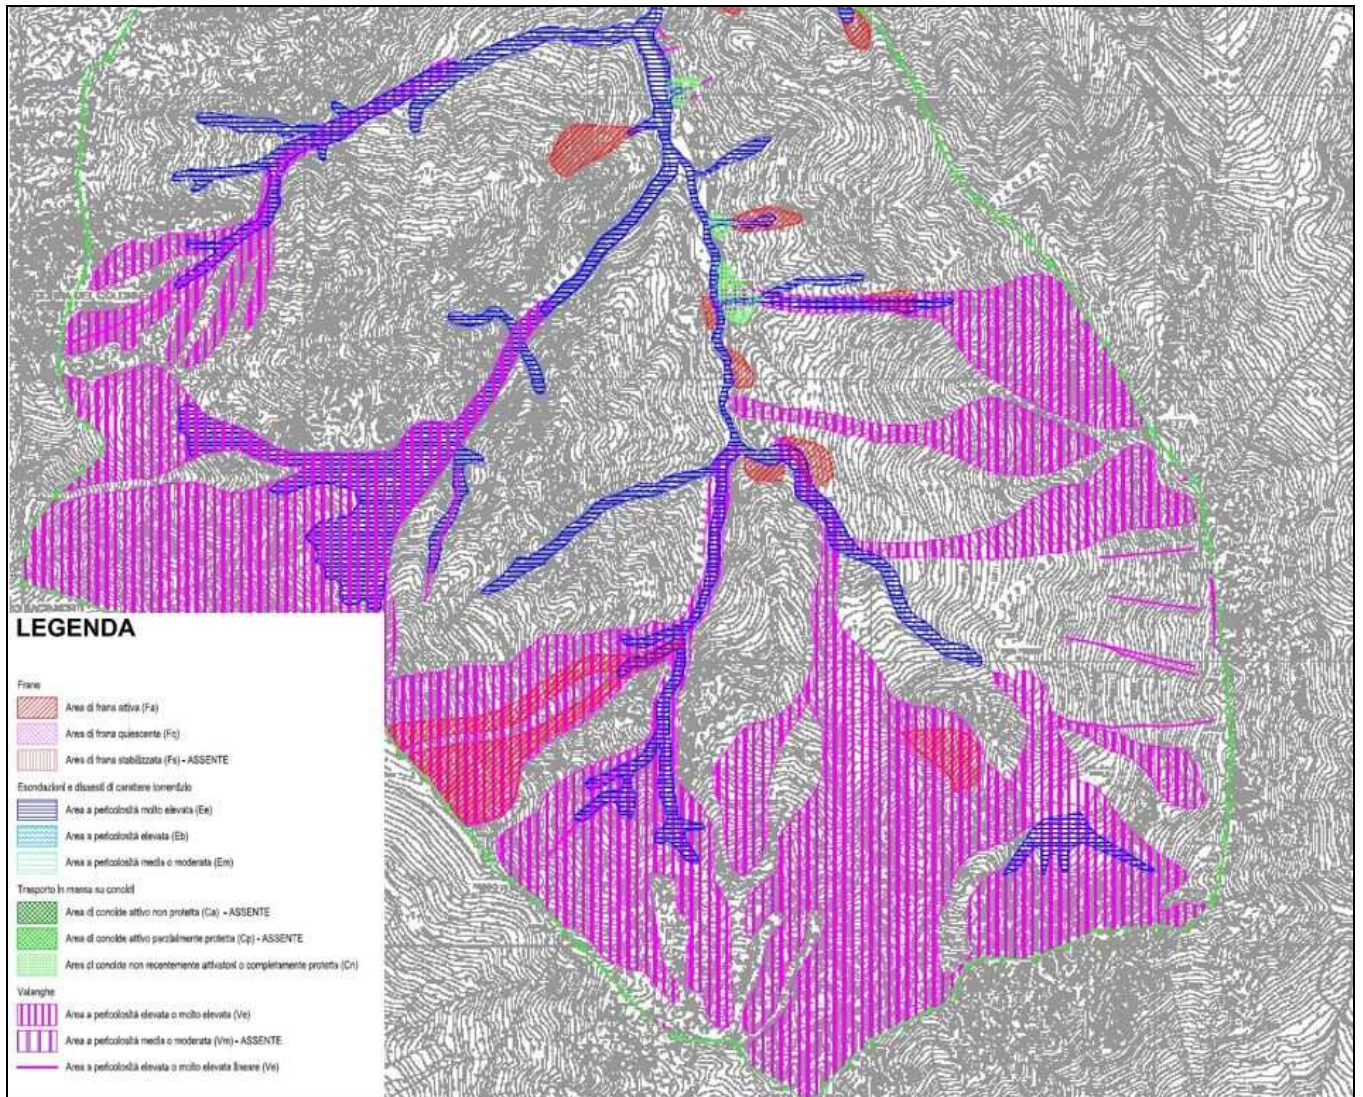 LEGENDA
Frane
Area di frana attiva (Fa)
Area di frana quiescente (Fq)
Area di frana stabilizzata (Fs) - ASSENTE
Esondazioni e dissesti di carattere torrentizio
Area a pericolosità molto elevata (Ee)
Area a pericolosità elevata (Eb)
Area a pericolosità media o moderata (Em)
Trasporto in massa su conoidi
Area di conoide attivo non protetta (Ca) - ASSENTE
Area di conoide attivo parzialmente protetta (Cp) - ASSENTE
Area di conoide non recentemente attivatosi o completamente protetta (Cn)
Valanghe
Area a pericolosità elevata o molto elevata (Ve)
Area a pericolosità media o moderata (Vm) - ASSENTE
Area a pericolosità elevata o molto elevata lineare (Ve)